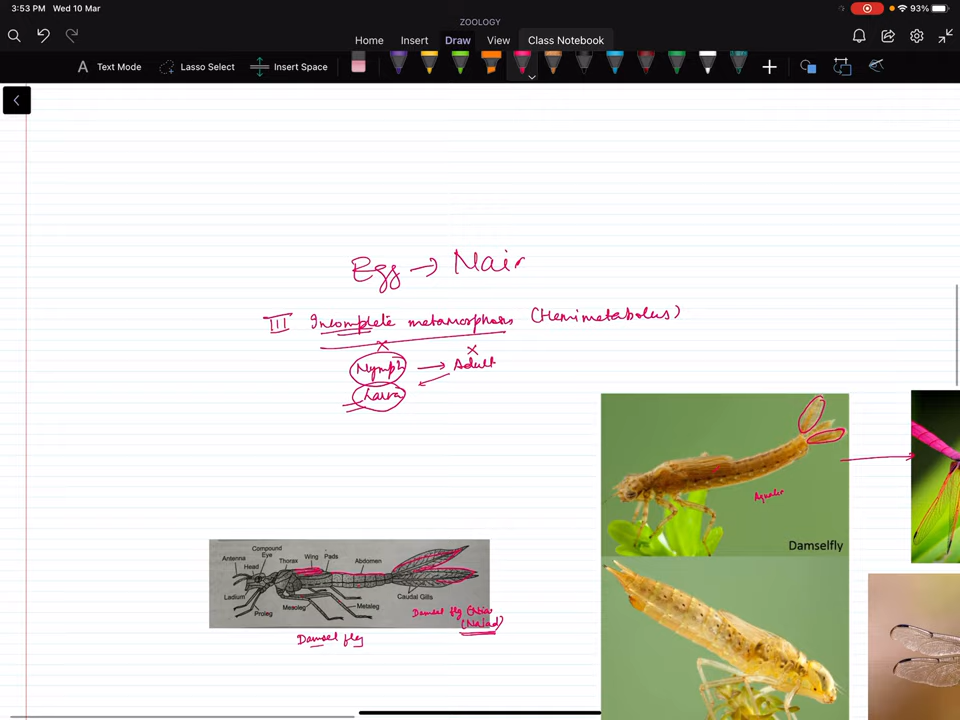 3:53 PM Wed 10 Mar
93%
ZOOLOGY
Home Insert Draw View Class Notebook
Text Mode Lasso Select Insert Space
Egg → Nair
III Incomplete metamorphosis (Hemimetabolus)
x x
Nymph → Adult
Larva
Aquatic
Damselfly
Compound
Eye
Antenna
Head
Thorax
Wing Pads
Abdomen
Ladium
Proleg
Mesoleg
Metaleg
Caudal Gills
Damsel fly
(Naiad)
Damsel fly